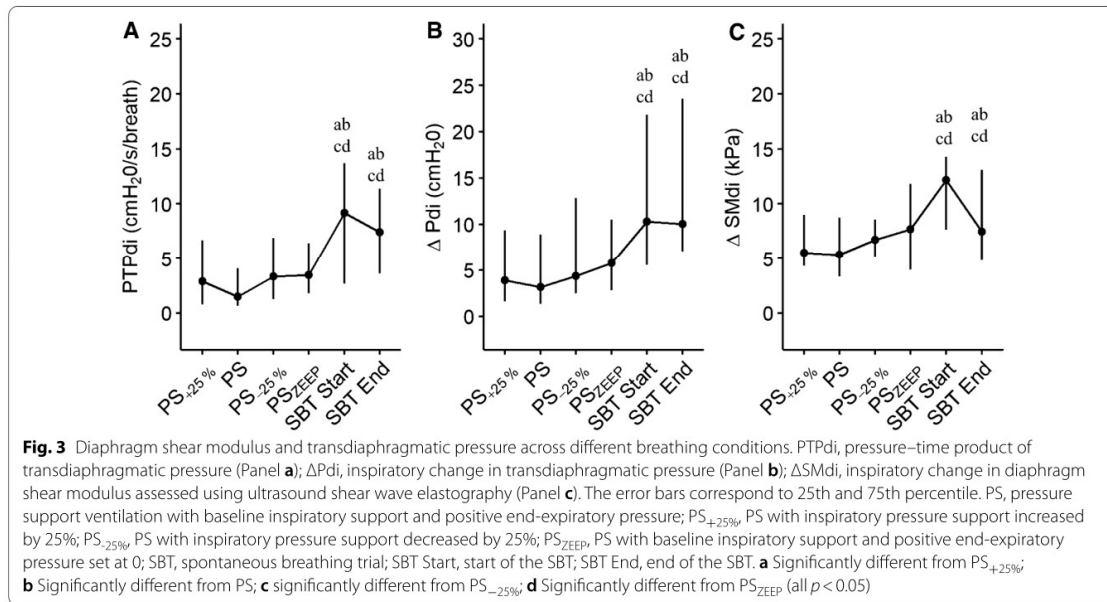 A
B
C
25
20
15
10
5
0
PTPdi (cmH₂0/s/breath)
30
25
20
15
10
5
0
Δ Pdi (cmH₂0)
25
20
15
10
5
0
Δ SMdi (kPa)
ab
cd
ab
cd
ab
cd
ab
cd
ab
cd
ab
cd
PS₊₂₅%
PS
PS₋₂₅%
PS_ZEEP
SBT Start
SBT End
PS₊₂₅%
PS
PS₋₂₅%
PS_ZEEP
SBT Start
SBT End
PS₊₂₅%
PS
PS₋₂₅%
PS_ZEEP
SBT Start
SBT End
Fig. 3 Diaphragm shear modulus and transdiaphragmatic pressure across different breathing conditions. PTPdi, pressure–time product of
transdiaphragmatic pressure (Panel a); ΔPdi, inspiratory change in transdiaphragmatic pressure (Panel b); ΔSMdi, inspiratory change in diaphragm
shear modulus assessed using ultrasound shear wave elastography (Panel c). The error bars correspond to 25th and 75th percentile. PS, pressure
support ventilation with baseline inspiratory support and positive end-expiratory pressure; PS₊₂₅%, PS with inspiratory pressure support increased
by 25%; PS₋₂₅%, PS with inspiratory pressure support decreased by 25%; PS_ZEEP, PS with baseline inspiratory support and positive end-expiratory
pressure set at 0; SBT, spontaneous breathing trial; SBT Start, start of the SBT; SBT End, end of the SBT. a Significantly different from PS₊₂₅%;
b Significantly different from PS; c significantly different from PS₋₂₅%; d Significantly different from PS_ZEEP (all p < 0.05)